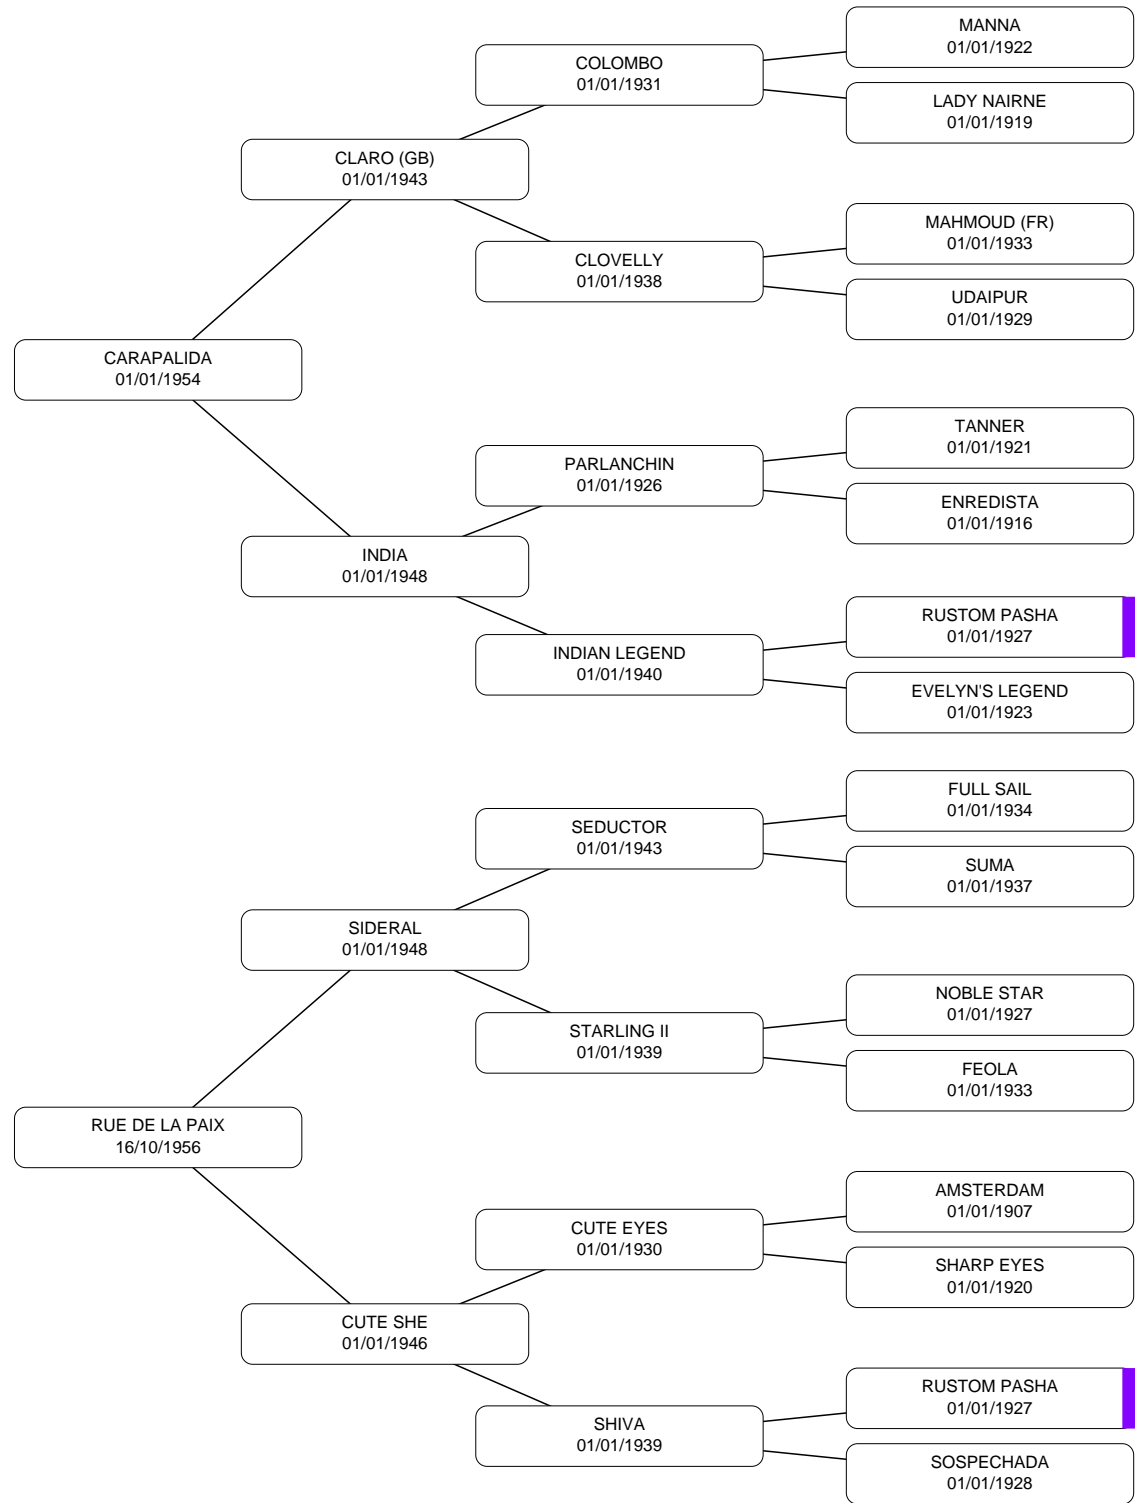 MANNA
01/01/1922
COLOMBO
01/01/1931
LADY NAIRNE
01/01/1919
CLARO (GB)
01/01/1943
MAHMOUD (FR)
01/01/1933
CLOVELLY
01/01/1938
UDAIPUR
01/01/1929
CARAPALIDA
01/01/1954
TANNER
01/01/1921
PARLANCHIN
01/01/1926
ENREDISTA
01/01/1916
INDIA
01/01/1948
RUSTOM PASHA
01/01/1927
INDIAN LEGEND
01/01/1940
EVELYN'S LEGEND
01/01/1923
FULL SAIL
01/01/1934
SEDUCTOR
01/01/1943
SUMA
01/01/1937
SIDERAL
01/01/1948
NOBLE STAR
01/01/1927
STARLING II
01/01/1939
FEOLA
01/01/1933
RUE DE LA PAIX
16/10/1956
AMSTERDAM
01/01/1907
CUTE EYES
01/01/1930
SHARP EYES
01/01/1920
CUTE SHE
01/01/1946
RUSTOM PASHA
01/01/1927
SHIVA
01/01/1939
SOSPECHADA
01/01/1928